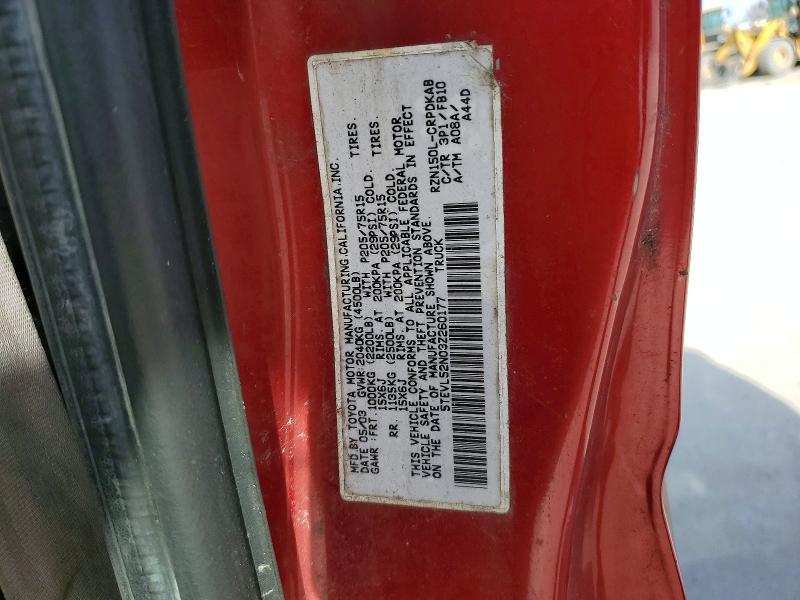 MFD.BY TOYOTA MOTOR MANUFACTURING.CALIFORNIA.INC.
DATE 05/03 GVWR 2040KG (4500LB)
GAWR :FRT.1000KG (2200LB) WITH P205/75R15 TIRES.
15X6J RIMS.AT 200KPA (29PSI) COLD.
RR. 1135KG (2500LB) WITH P205/75R15 TIRES.
15X6J RIMS.AT 200KPA (29PSI) COLD.
THIS VEHICLE CONFORMS TO ALL APPLICABLE FEDERAL MOTOR
VEHICLE SAFETY AND THEFT PREVENTION STANDARDS IN EFFECT
ON THE DATE OF MANUFACTURE SHOWN ABOVE.
5TEVL52N03Z260177 TRUCK
RZN150L-CRPDKAB
C/TR 3P1/FB10
A/TM A08A/
A44D